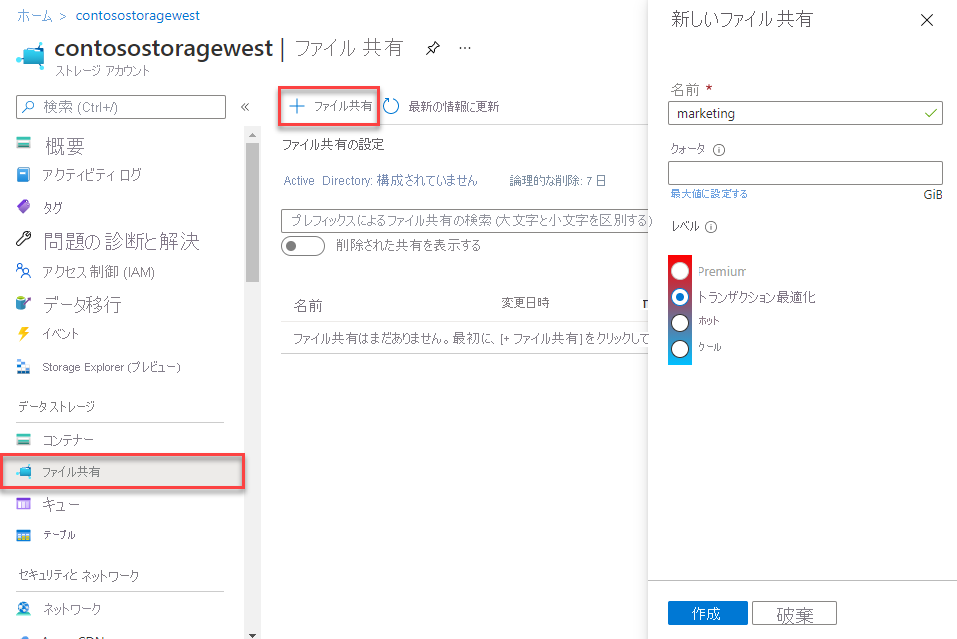 ホーム > contosostoragewest
contosostoragewest | ファイル 共有 ...
ストレージ アカウント
検索 (Ctrl+/)
«
概要
アクティビティ ログ
タグ
問題の診断と解決
アクセス制御 (IAM)
データ移行
イベント
Storage Explorer (プレビュー)
データストレージ
コンテナー
ファイル共有
キュー
テーブル
セキュリティと ネットワーク
ネットワーク
+ ファイル共有
最新の情報に更新
ファイル共有の設定
Active Directory: 構成されていません 論理的な削除: 7 日
プレフィックスによるファイル共有の検索 (大文字と小文字を区別する)
削除された共有を表示する
名前 変更日時
ファイル共有はまだありません。最初に、[+ ファイル共有] をクリックして
新しいファイル共有
名前 *
marketing
クォータ
最大値に設定する
GiB
レベル
Premium
トランザクション最適化
ホット
クール
作成 破棄